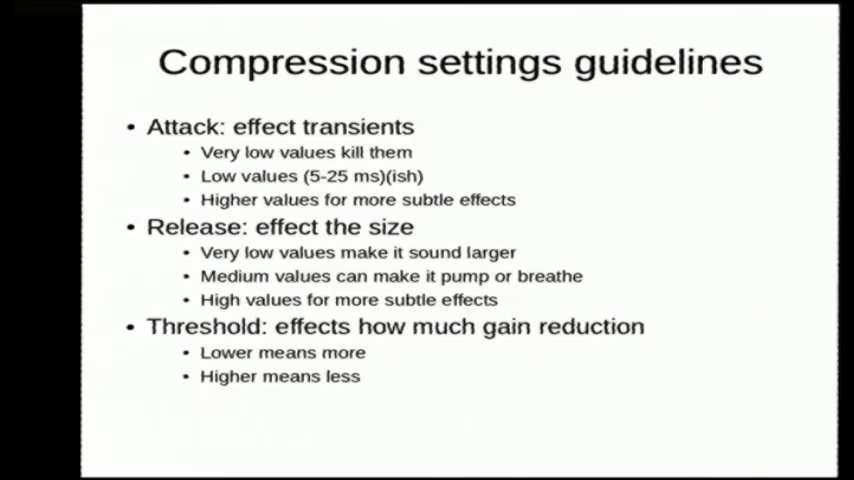 Compression settings guidelines
• Attack: effect transients
• Very low values kill them
• Low values (5-25 ms)(ish)
• Higher values for more subtle effects
• Release: effect the size
• Very low values make it sound larger
• Medium values can make it pump or breathe
• High values for more subtle effects
• Threshold: effects how much gain reduction
• Lower means more
• Higher means less